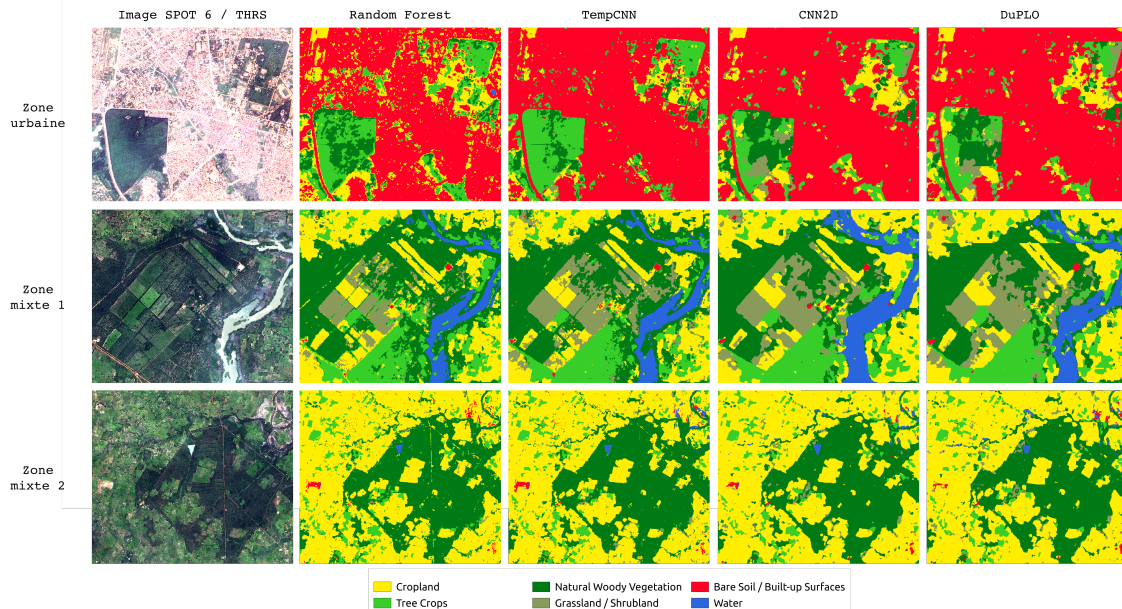 Image SPOT 6 / THRS Random Forest TempCNN CNN2D DuPLO
Zone
urbaine
Zone
mixte 1
Zone
mixte 2
Cropland Natural Woody Vegetation Bare Soil / Built-up Surfaces
Tree Crops Grassland / Shrubland Water